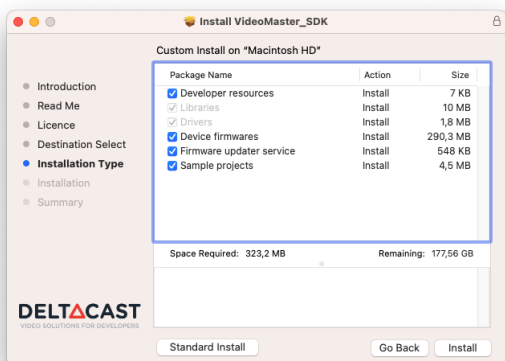 Install VideoMaster_SDK
Custom Install on "Macintosh HD"
Introduction
Read Me
Licence
Destination Select
Installation Type
Installation
Summary
Package Name Action Size
Developer resources Install 7 KB
Libraries Install 10 MB
Drivers Install 1,8 MB
Device firmwares Install 290,3 MB
Firmware updater service Install 548 KB
Sample projects Install 4,5 MB
Space Required: 323,2 MB Remaining: 177,56 GB
DELTACAST
VIDEO SOLUTIONS FOR DEVELOPERS
Standard Install Go Back Install